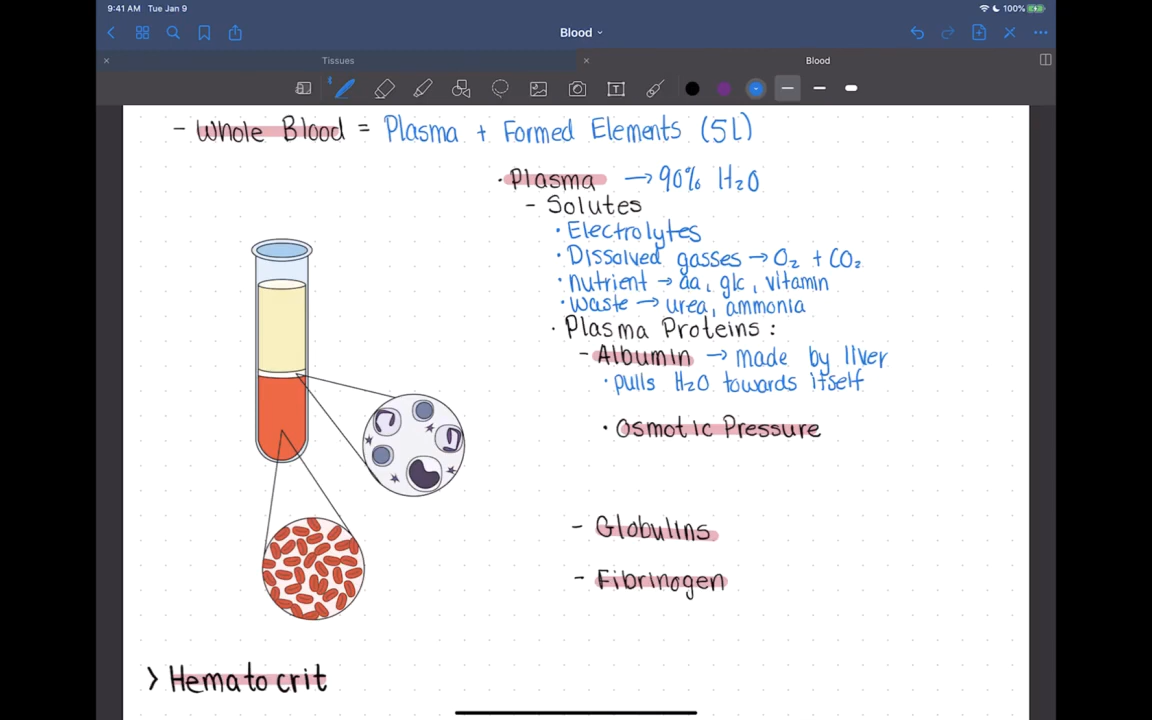 9:41 AM Tue Jan 9
100%
Blood
Tissues
Blood
- Whole Blood = Plasma + Formed Elements (5L)
· Plasma → 90% H₂O
- Solutes
· Electrolytes
· Dissolved gasses → O₂ + CO₂
· nutrient → aa, glc, vitamin
· waste → urea, ammonia
· Plasma Proteins:
- Albumin → made by liver
· pulls H₂O towards itself
· Osmotic Pressure
- Globulins
- Fibrinogen
> Hematocrit